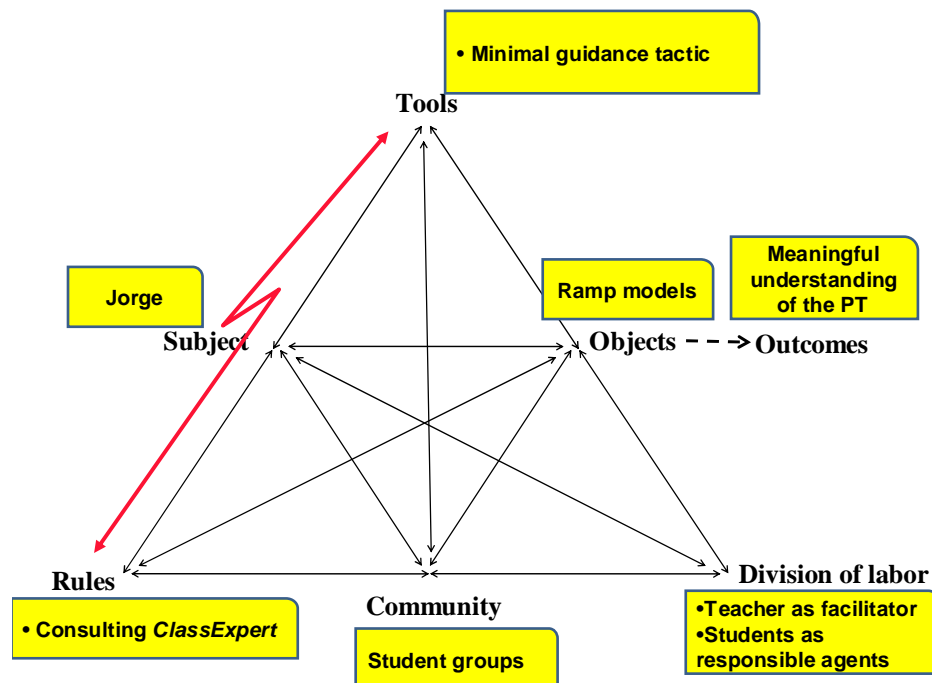 • Minimal guidance tactic
Tools
Jorge
Subject
Ramp models
Objects
Meaningful
understanding
of the PT
Outcomes
Rules
• Consulting ClassExpert
Community
Student groups
Division of labor
•Teacher as facilitator
•Students as
responsible agents